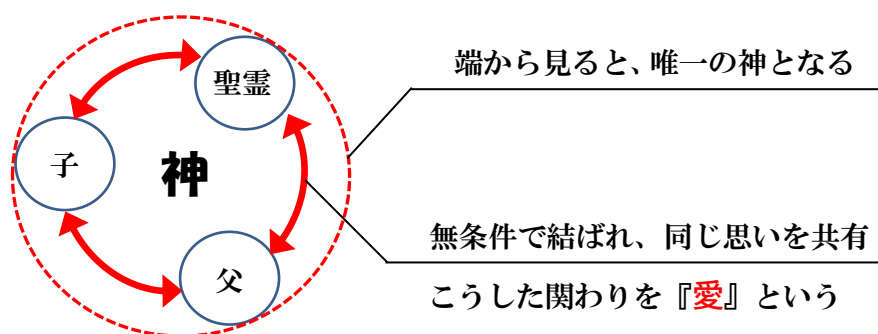 聖霊
子
神
父
端から見ると、唯一の神となる
無条件で結ばれ、同じ思いを共有
こうした関わりを『愛』という